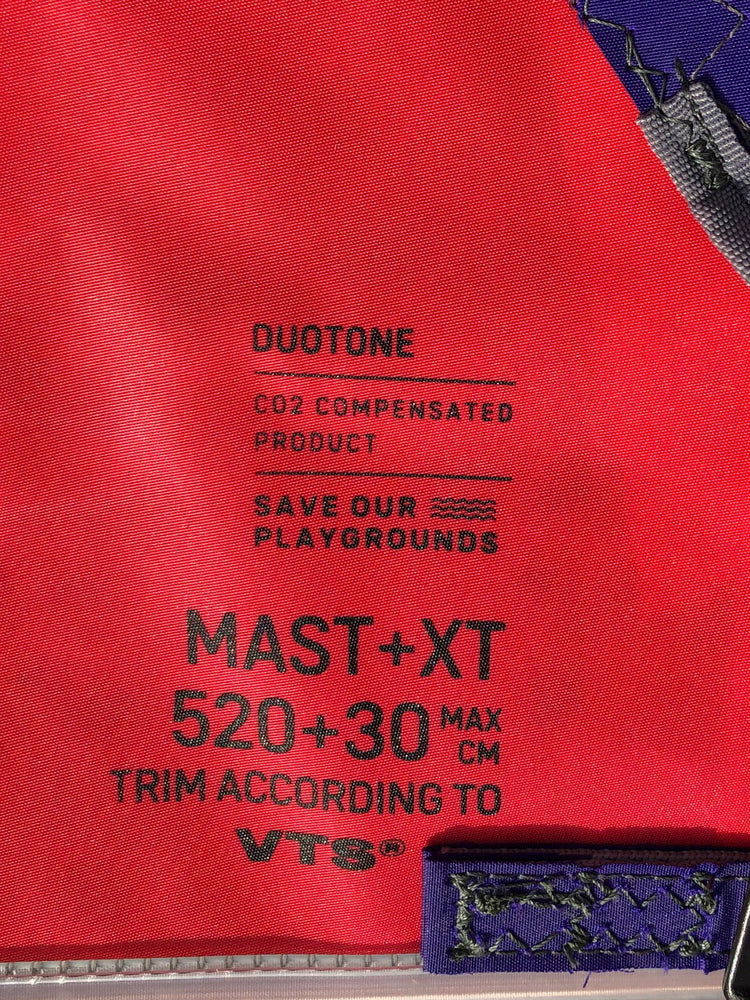 DUOTONE
CO2 COMPENSATED
PRODUCT
SAVE OUR
PLAYGROUNDS
MAST+XT
520+30 MAX
CM
TRIM ACCORDING TO
VTS®